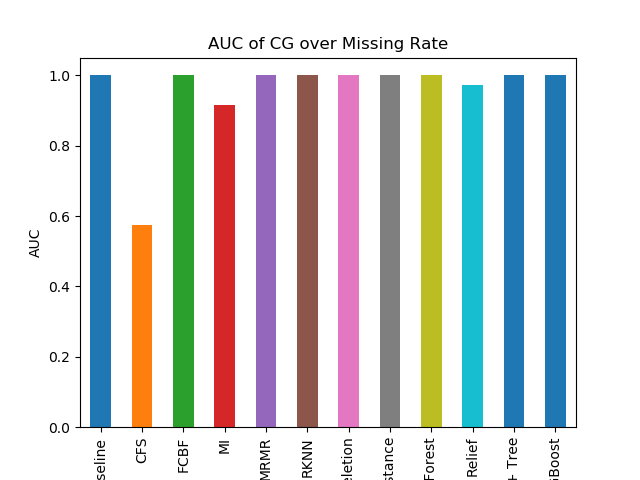 AUC of CG over Missing Rate
AUC
1.0
0.8
0.6
0.4
0.2
0.0
seline
CFS
FCBF
MI
MRMR
RKNN
eletion
stance
Forest
Relief
+ Tree
Boost